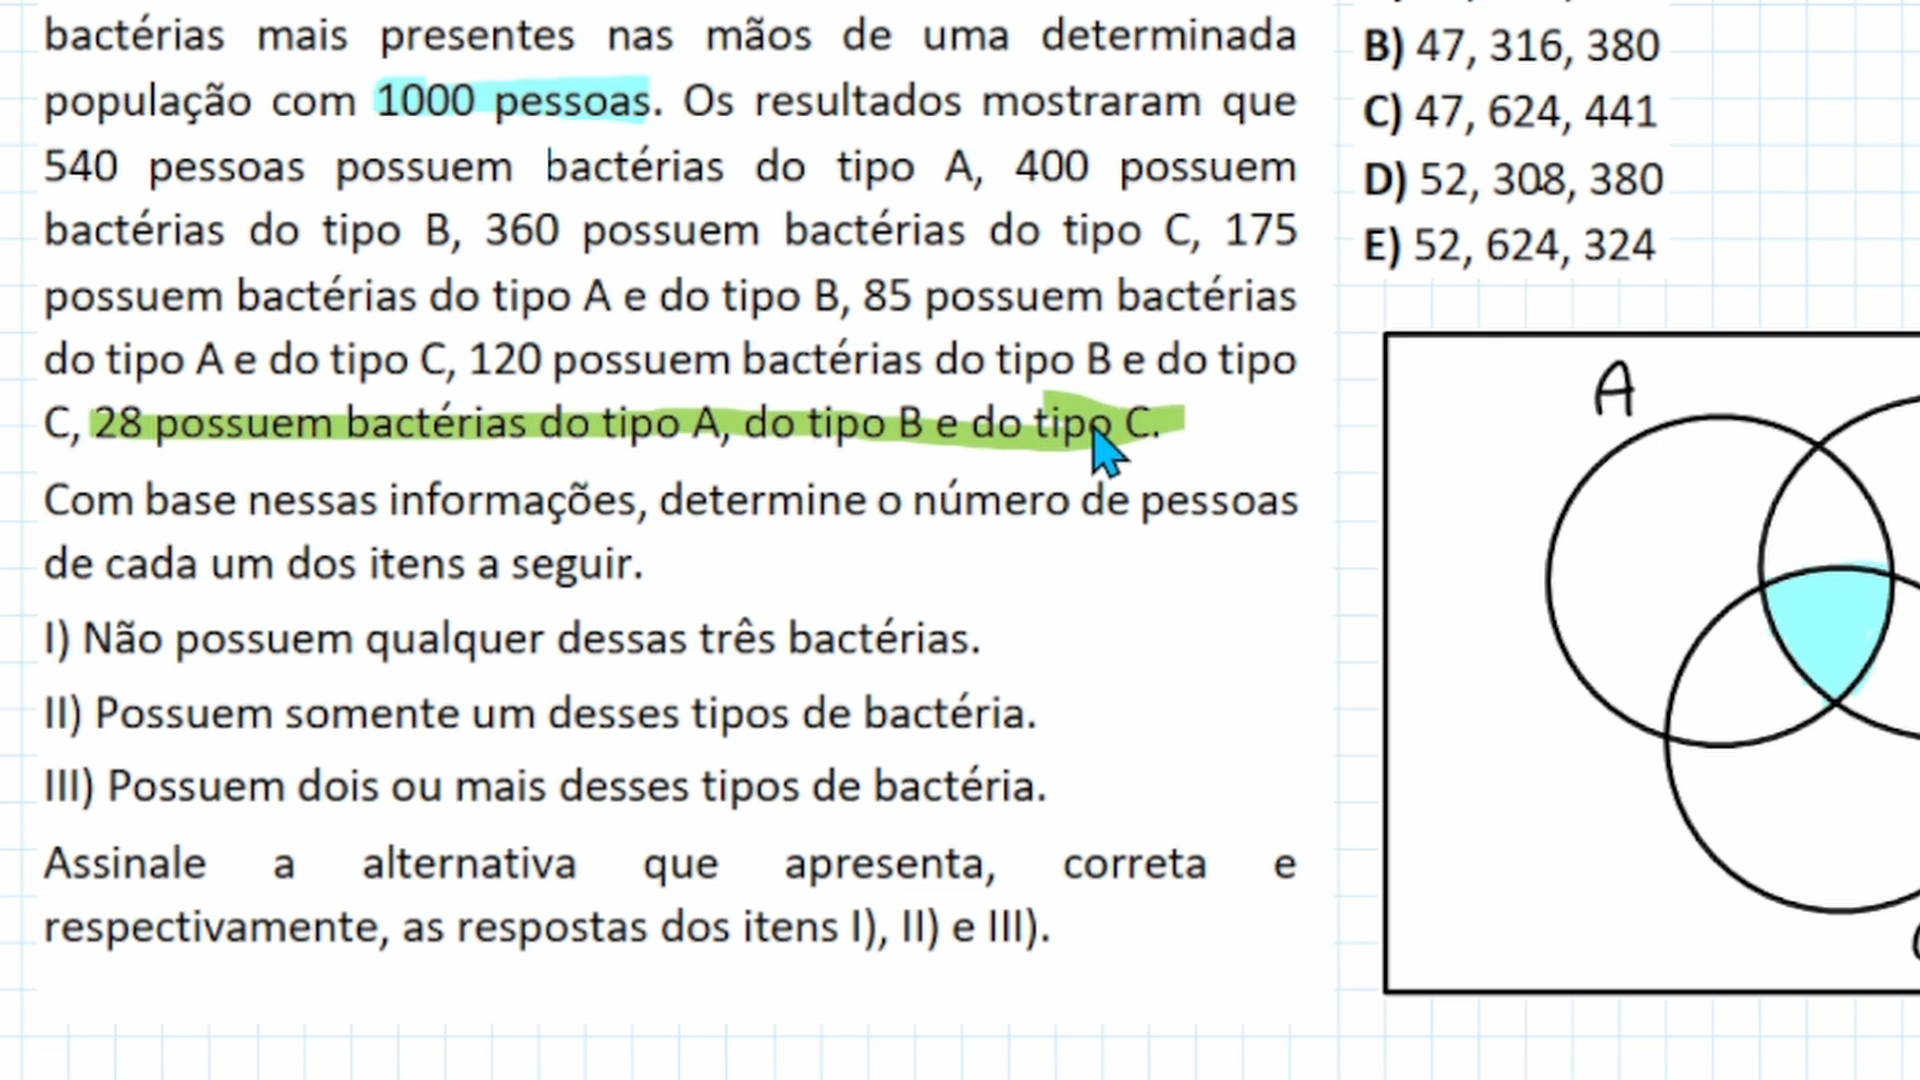 bactérias mais presentes nas mãos de uma determinada
população com 1000 pessoas. Os resultados mostraram que
540 pessoas possuem bactérias do tipo A, 400 possuem
bactérias do tipo B, 360 possuem bactérias do tipo C, 175
possuem bactérias do tipo A e do tipo B, 85 possuem bactérias
do tipo A e do tipo C, 120 possuem bactérias do tipo B e do tipo
C, 28 possuem bactérias do tipo A, do tipo B e do tipo C.
Com base nessas informações, determine o número de pessoas
de cada um dos itens a seguir.
I) Não possuem qualquer dessas três bactérias.
II) Possuem somente um desses tipos de bactéria.
III) Possuem dois ou mais desses tipos de bactéria.
Assinale a alternativa que apresenta, correta e
respectivamente, as respostas dos itens I), II) e III).
B) 47, 316, 380
C) 47, 624, 441
D) 52, 308, 380
E) 52, 624, 324
A